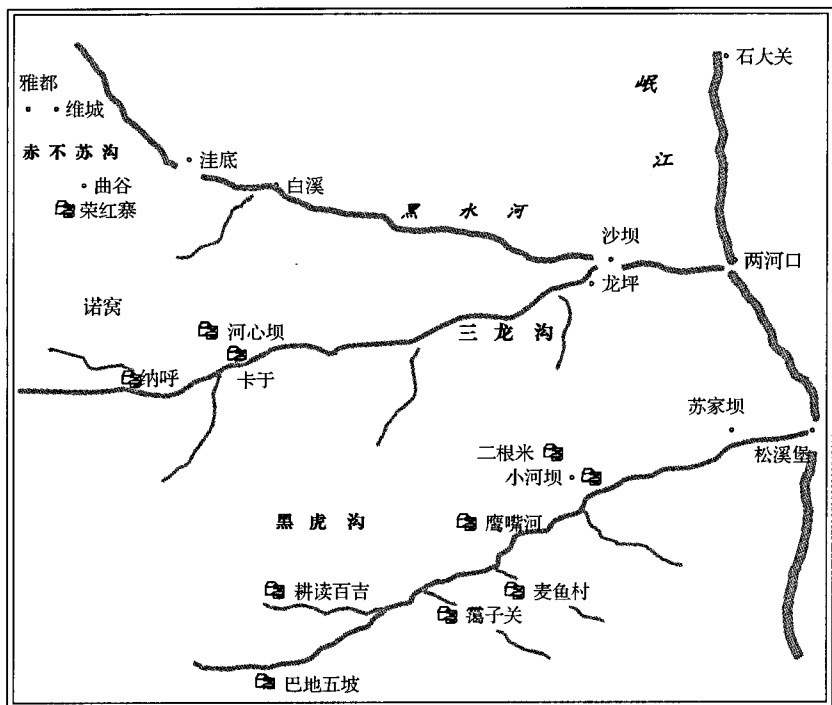 石大关
岷
江
雅都
维城
赤不苏沟
洼底
曲谷
白溪
荣红寨
黑水河
沙坝
两河口
龙坪
诺窝
河心坝
三龙沟
纳呼
卡于
苏家坝
二根米
松溪堡
小河坝
黑虎沟
鹰嘴河
耕读百吉
麦鱼村
蔼子关
巴地五坡